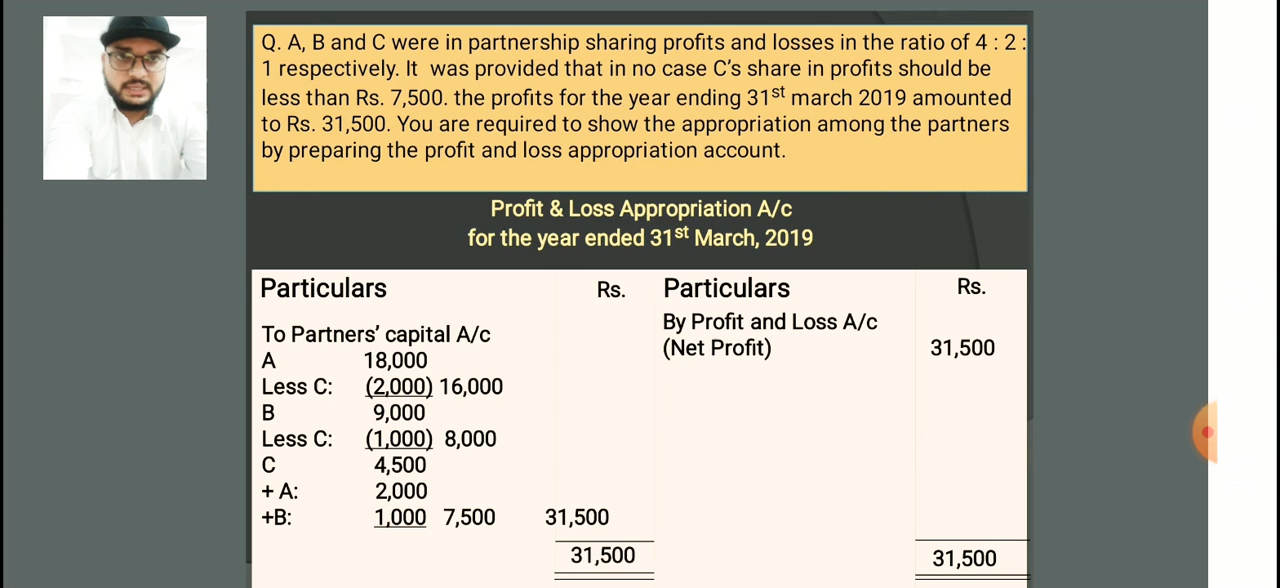 Q. A, B and C were in partnership sharing profits and losses in the ratio of 4 : 2 :
1 respectively. It was provided that in no case C's share in profits should be
less than Rs. 7,500. the profits for the year ending 31st march 2019 amounted
to Rs. 31,500. You are required to show the appropriation among the partners
by preparing the profit and loss appropriation account.
Profit & Loss Appropriation A/c
for the year ended 31st March, 2019
Particulars Rs. Particulars Rs.
By Profit and Loss A/c
To Partners' capital A/c
(Net Profit) 31,500
A 18,000
Less C: (2,000) 16,000
B 9,000
Less C: (1,000) 8,000
C 4,500
+ A: 2,000
+B: 1,000 7,500 31,500
31,500 31,500